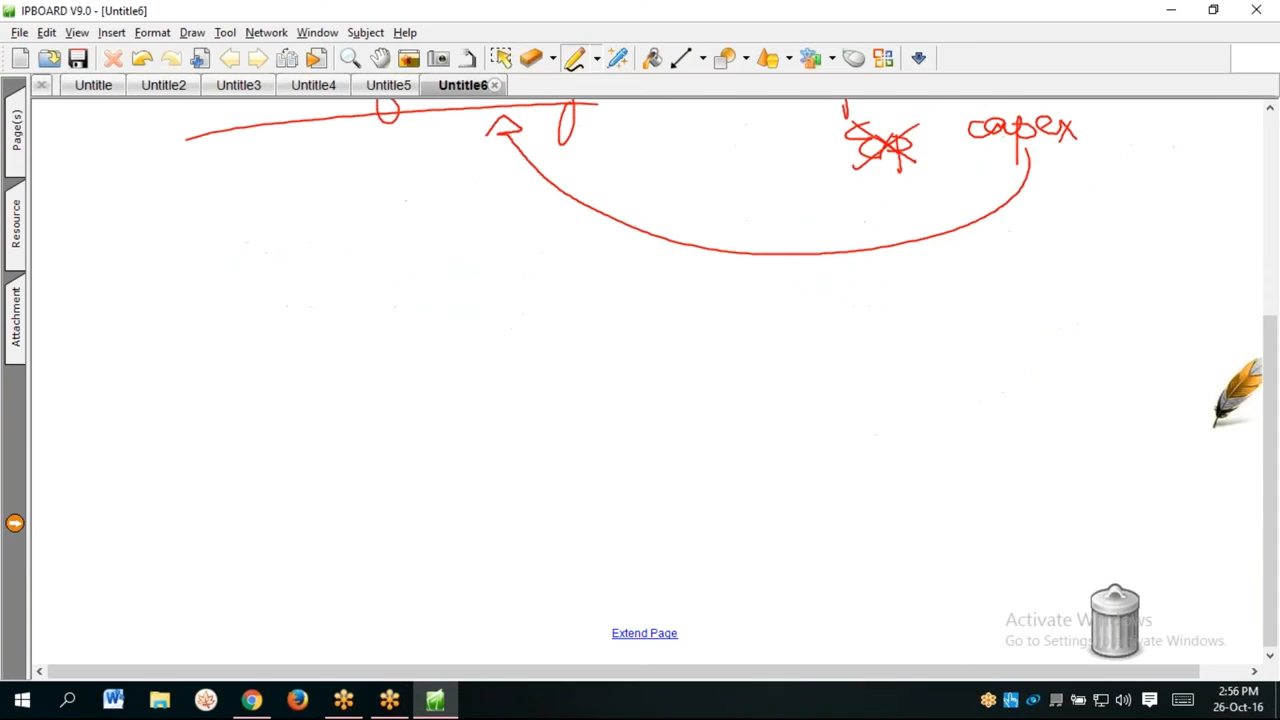 IPBOARD V9.0 - [Untitle6]
File Edit View Insert Format Draw Tool Network Window Subject Help
Untitle Untitle2 Untitle3 Untitle4 Untitle5 Untitle6
Page(s)
Resource
Attachment
capex
Extend Page
Activate Windows
Go to Settings to activate Windows.
2:56 PM
26-Oct-16